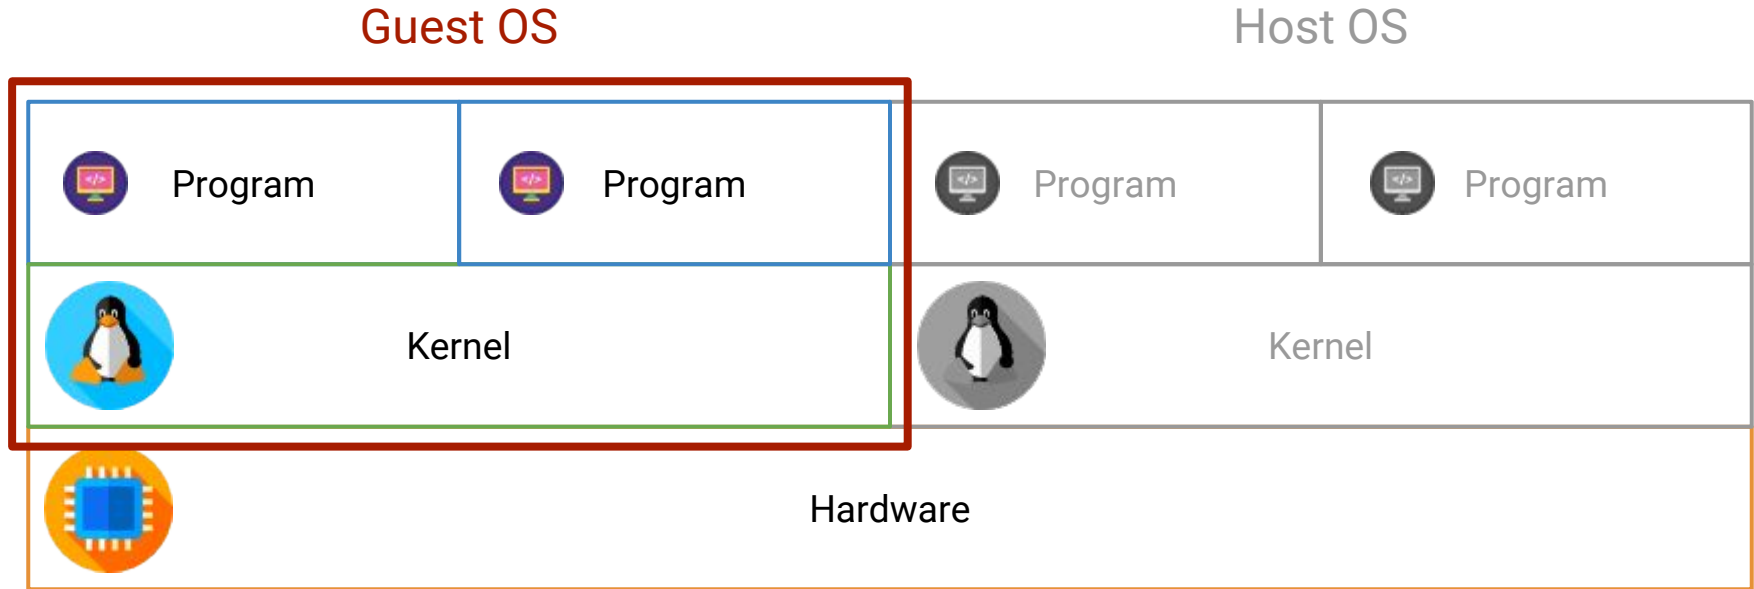 Guest OS
Host OS
Program
Program
Program
Program
Kernel
Kernel
Hardware